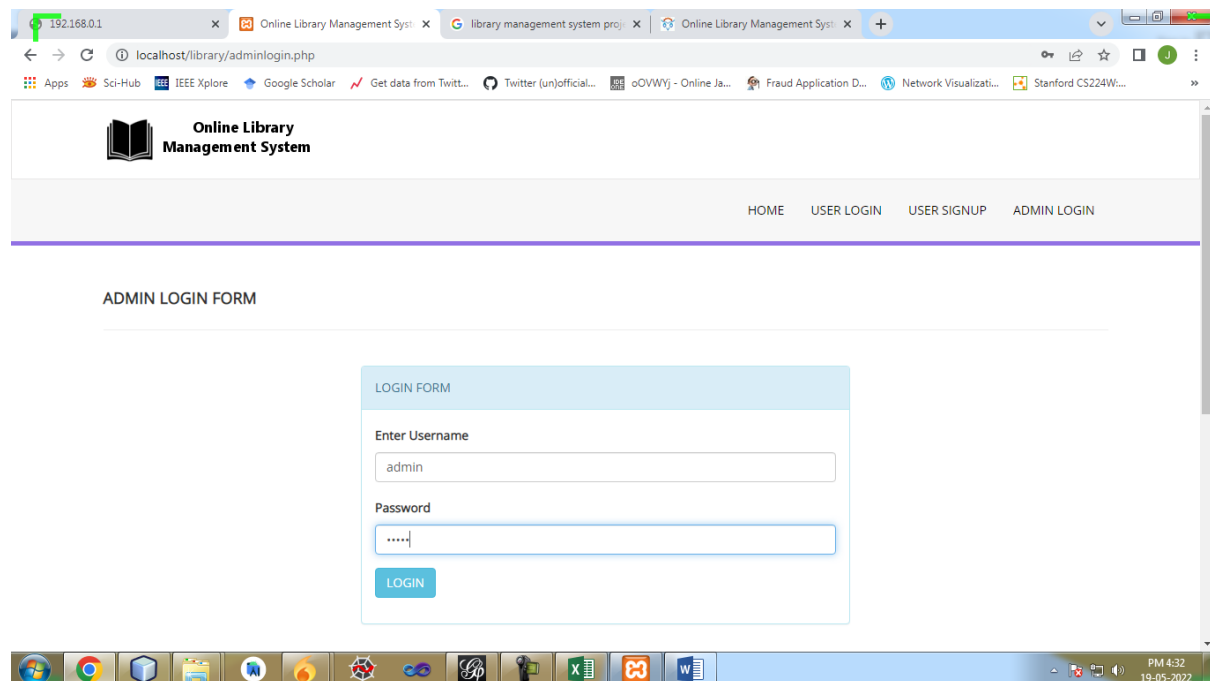 192.168.0.1
Online Library Management Syst
library management system proj
Online Library Management Syst
localhost/library/adminlogin.php
J
Apps
Sci-Hub
IEEE
IEEE Xplore
Google Scholar
Get data from Twitt...
Twitter (un)official...
oOVWYj - Online Ja...
Fraud Application D...
Network Visualizati...
Stanford CS224W:...
»
Online Library
Management System
HOME
USER LOGIN
USER SIGNUP
ADMIN LOGIN
ADMIN LOGIN FORM
LOGIN FORM
Enter Username
admin
Password
•••••
LOGIN
PM 4:32
19-05-2022